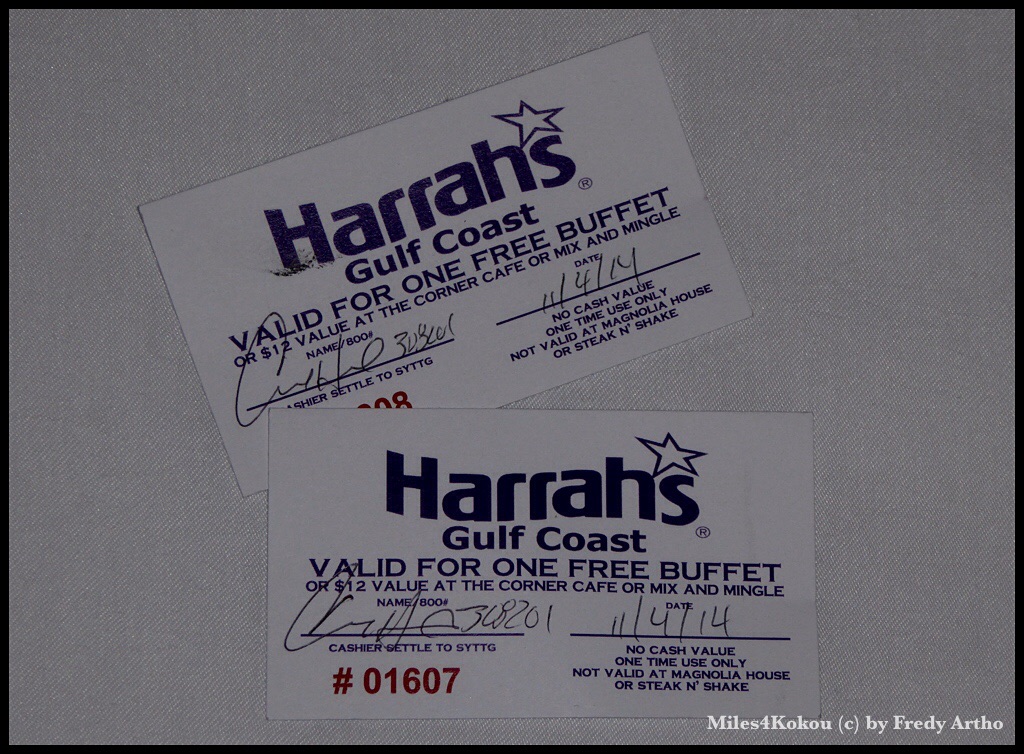 Harrah's ®
Gulf Coast
VALID FOR ONE FREE BUFFET
OR $12 VALUE AT THE CORNER CAFE OR MIX AND MINGLE
NAME/800#
DATE
11/4/14
CASHIER SETTLE TO SYTTG
NO CASH VALUE
ONE TIME USE ONLY
NOT VALID AT MAGNOLIA HOUSE
OR STEAK N' SHAKE
Harrah's ®
Gulf Coast
VALID FOR ONE FREE BUFFET
OR $12 VALUE AT THE CORNER CAFE OR MIX AND MINGLE
NAME/800#
DATE
11/4/14
CASHIER SETTLE TO SYTTG
NO CASH VALUE
ONE TIME USE ONLY
NOT VALID AT MAGNOLIA HOUSE
OR STEAK N' SHAKE
# 01607
Miles4Kokou (c) by Fredy Artho